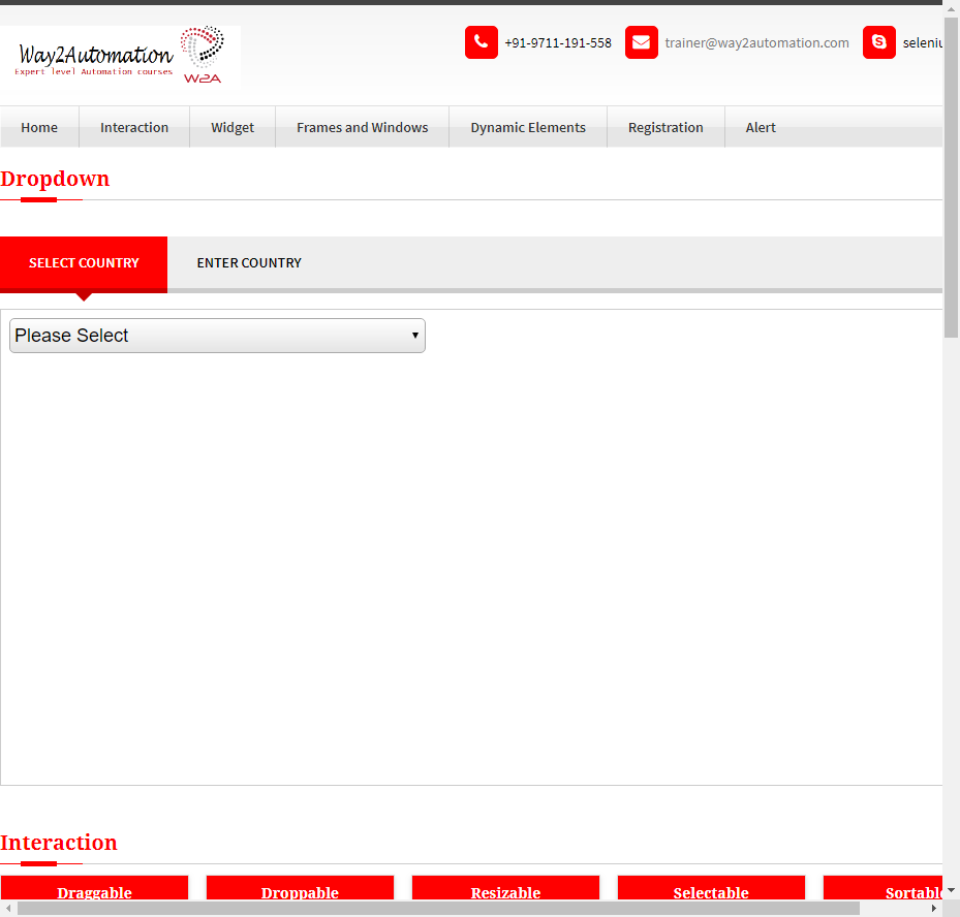 Way2Automation
Expert level Automation courses
W2A
+91-9711-191-558
trainer@way2automation.com
seleniu
Home
Interaction
Widget
Frames and Windows
Dynamic Elements
Registration
Alert
Dropdown
SELECT COUNTRY
ENTER COUNTRY
Please Select
Interaction
Draggable
Droppable
Resizable
Selectable
Sortable